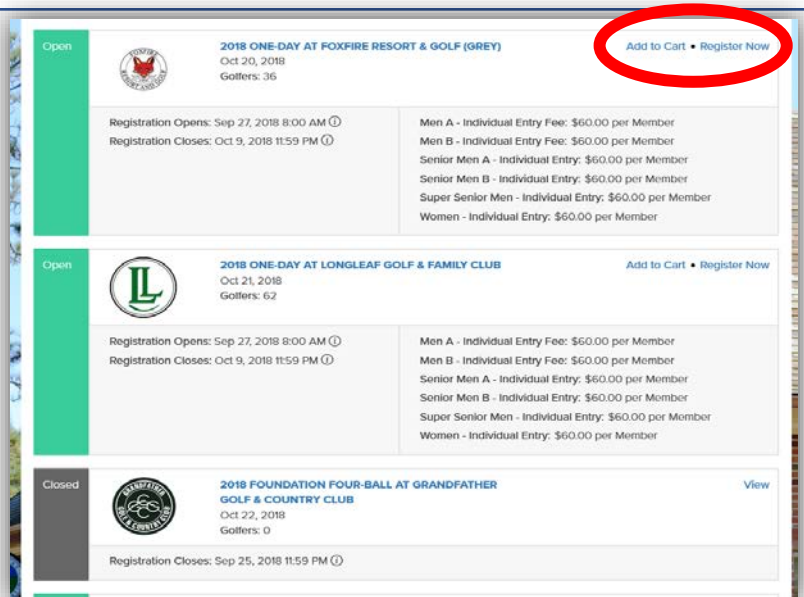 Open
FOXFIRE
RESORT AND GOLF
2018 ONE-DAY AT FOXFIRE RESORT & GOLF (GREY)
Add to Cart • Register Now
Oct 20, 2018
Golfers: 36
Registration Opens: Sep 27, 2018 8:00 AM ⓘ
Registration Closes: Oct 9, 2018 11:59 PM ⓘ
Men A - Individual Entry Fee: $60.00 per Member
Men B - Individual Entry Fee: $60.00 per Member
Senior Men A - Individual Entry: $60.00 per Member
Senior Men B - Individual Entry: $60.00 per Member
Super Senior Men - Individual Entry: $60.00 per Member
Women - Individual Entry: $60.00 per Member
Open
LL
2018 ONE-DAY AT LONGLEAF GOLF & FAMILY CLUB
Add to Cart • Register Now
Oct 21, 2018
Golfers: 62
Registration Opens: Sep 27, 2018 8:00 AM ⓘ
Registration Closes: Oct 9, 2018 11:59 PM ⓘ
Men A - Individual Entry Fee: $60.00 per Member
Men B - Individual Entry Fee: $60.00 per Member
Senior Men A - Individual Entry: $60.00 per Member
Senior Men B - Individual Entry: $60.00 per Member
Super Senior Men - Individual Entry: $60.00 per Member
Women - Individual Entry: $60.00 per Member
Closed
GRANDFATHER
GOLF & COUNTRY CLUB
2018 FOUNDATION FOUR-BALL AT GRANDFATHER
GOLF & COUNTRY CLUB
View
Oct 22, 2018
Golfers: 0
Registration Closes: Sep 25, 2018 11:59 PM ⓘ